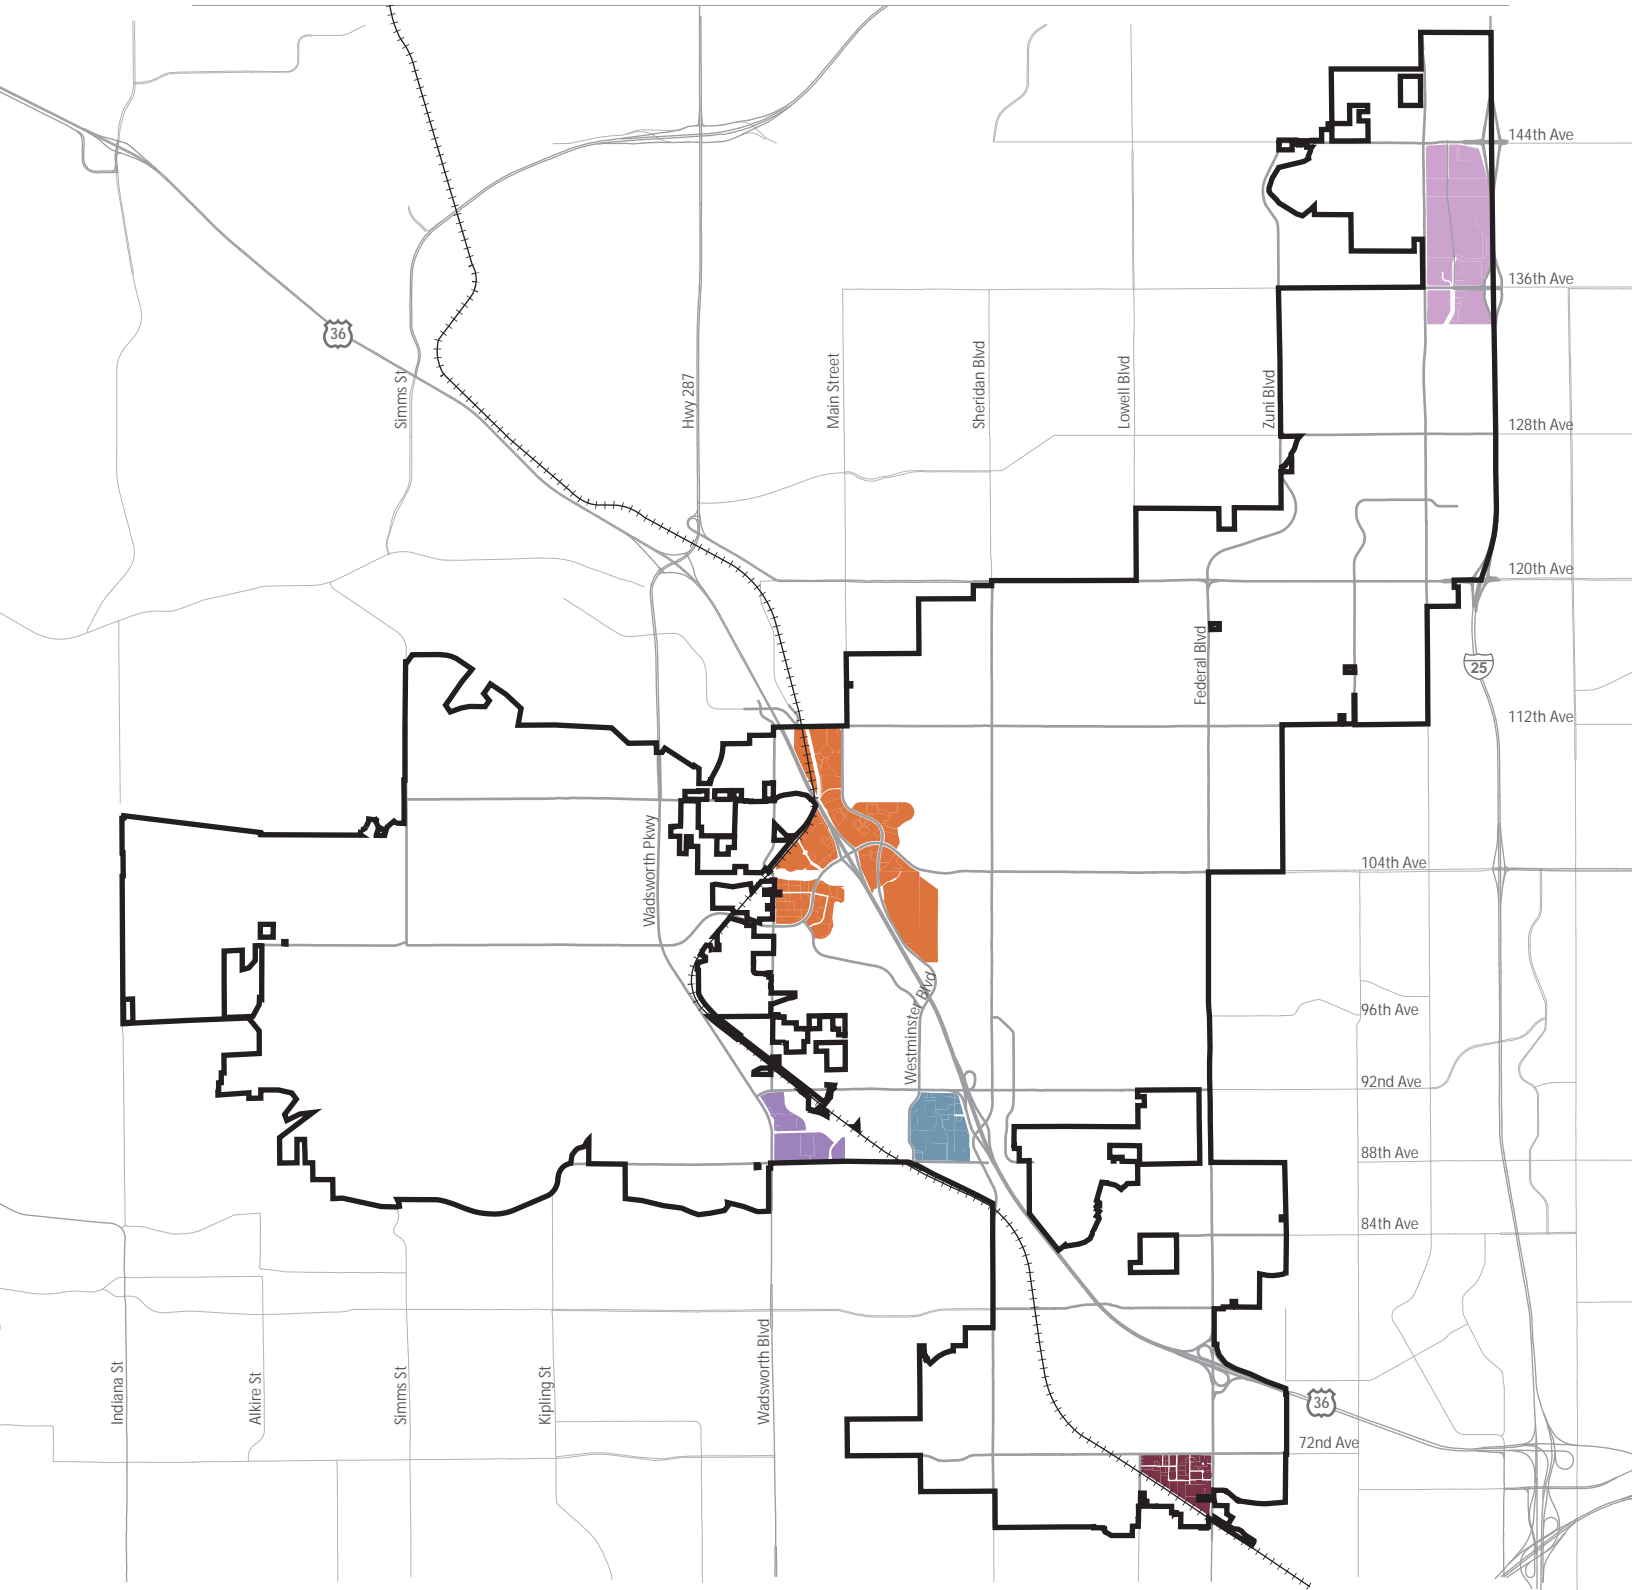 144th Ave
136th Ave
36
Simms St
Hwy 287
Main Street
Sheridan Blvd
Lowell Blvd
Zuni Blvd
128th Ave
120th Ave
Federal Blvd
25
112th Ave
Wadsworth Pkwy
104th Ave
Westminster Blvd
96th Ave
92nd Ave
88th Ave
84th Ave
Indiana St
Alkire St
Simms St
Kipling St
Wadsworth Blvd
36
72nd Ave